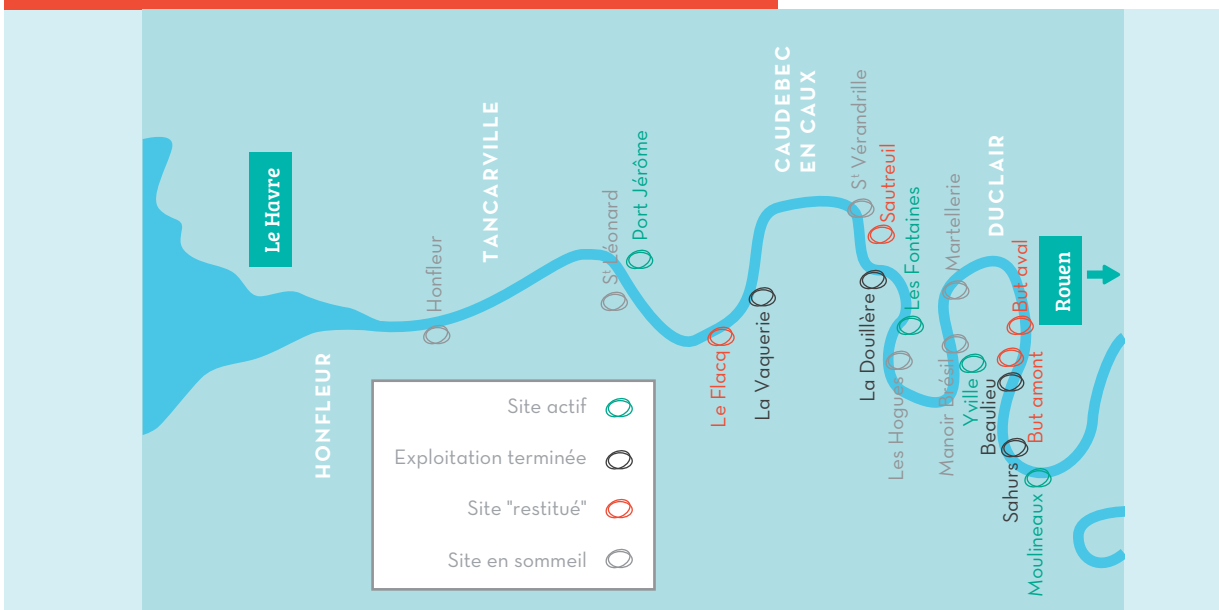 Le Havre
HONFLEUR
Honfleur
TANCARVILLE
Sᵗ Léonard
Port Jérôme
Le Flacq
La Vaquerie
CAUDEBEC
EN CAUX
Sᵗ Vérandrille
Sautreuil
La Douillère
Les Fontaines
Les Hogues
Martellerie
Manoir Brésil
Yville
DUCLAIR
Beaulieu
But aval
But amont
Sahurs
Moulineaux
Rouen
Site actif
Exploitation terminée
Site "restitué"
Site en sommeil